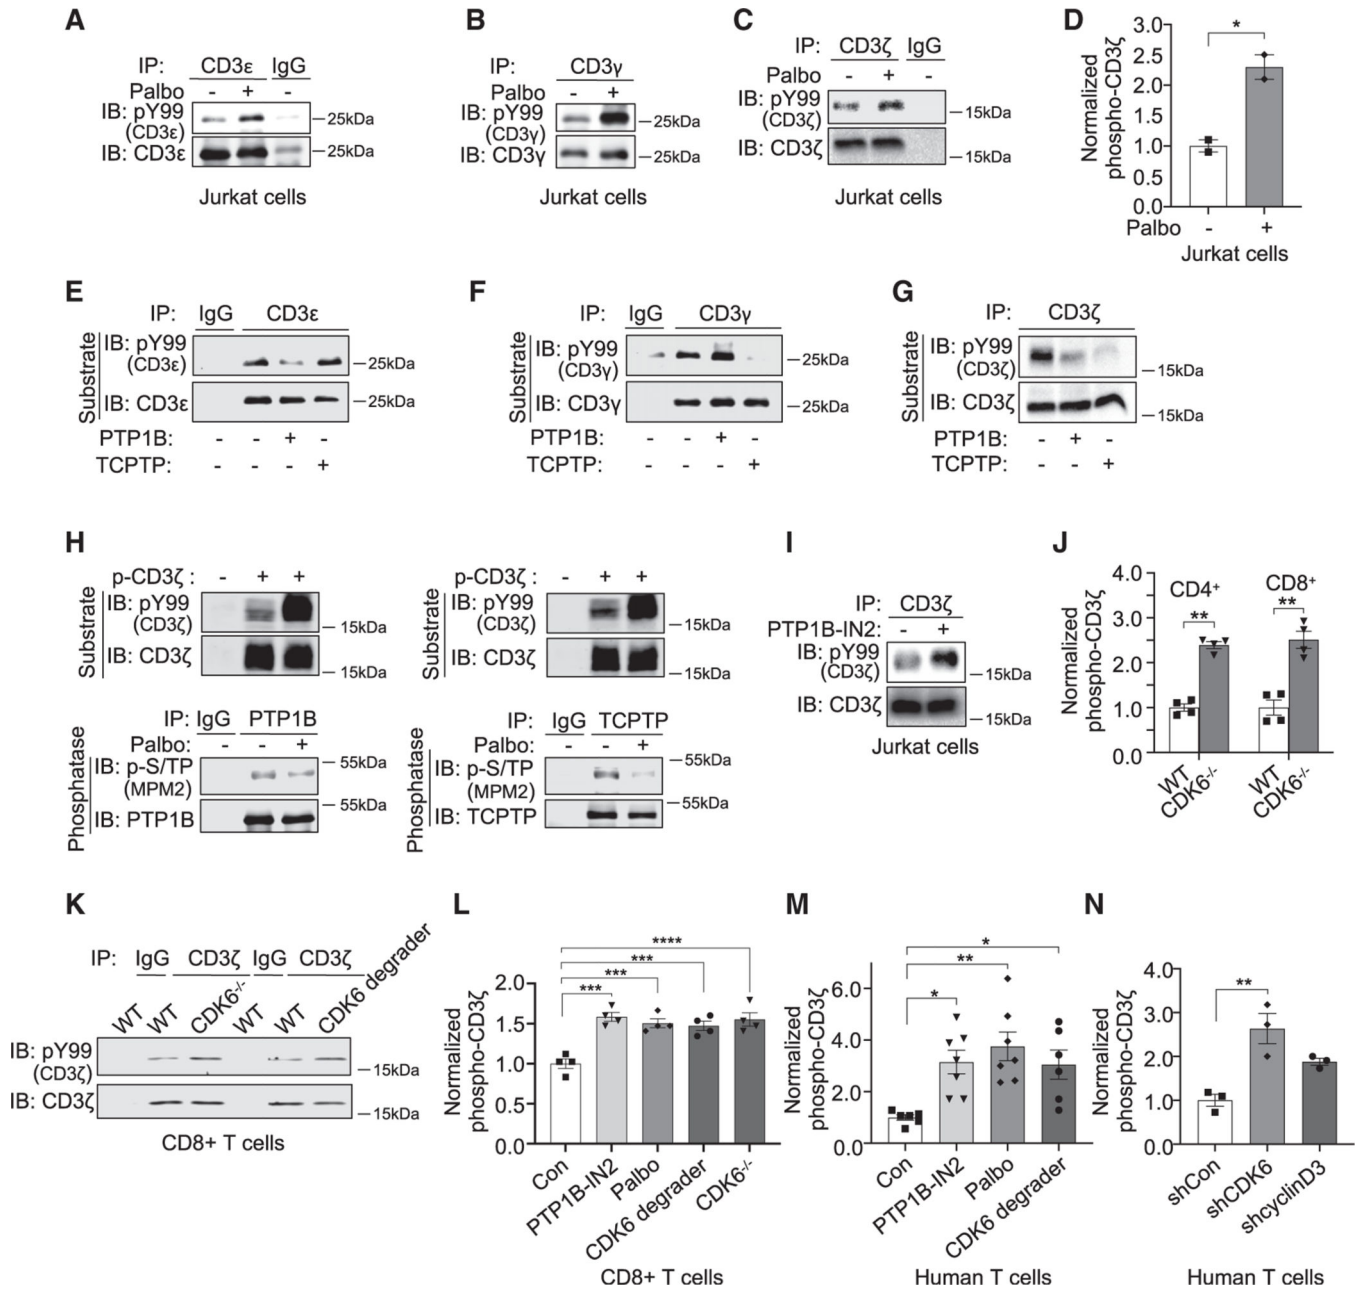 A
IP: CD3ε IgG
Palbo - + -
IB: pY99
(CD3ε)
25kDa
IB: CD3ε
25kDa
Jurkat cells
B
IP: CD3γ
Palbo - +
IB: pY99
(CD3γ)
25kDa
IB: CD3γ
25kDa
Jurkat cells
C
IP: CD3ζ IgG
Palbo - + -
IB: pY99
(CD3ζ)
15kDa
IB: CD3ζ
15kDa
Jurkat cells
D
Normalized
phospho-CD3ζ
3.0
2.5
2.0
1.5
1.0
0.5
0.0
*
Palbo - +
Jurkat cells
E
IP: IgG CD3ε
Substrate
IB: pY99
(CD3ε)
25kDa
IB: CD3ε
25kDa
PTP1B: - - + -
TCPTP: - - - +
F
IP: IgG CD3γ
Substrate
IB: pY99
(CD3γ)
25kDa
IB: CD3γ
25kDa
PTP1B: - - + -
TCPTP: - - - +
G
IP: CD3ζ
Substrate
IB: pY99
(CD3ζ)
15kDa
IB: CD3ζ
15kDa
PTP1B: - + -
TCPTP: - - +
H
p-CD3ζ : - + +
Substrate
IB: pY99
(CD3ζ)
15kDa
IB: CD3ζ
15kDa
IP: IgG PTP1B
Palbo: - - +
Phosphatase
IB: p-S/TP
(MPM2)
55kDa
IB: PTP1B
55kDa
p-CD3ζ : - + +
Substrate
IB: pY99
(CD3ζ)
15kDa
IB: CD3ζ
15kDa
IP: IgG TCPTP
Palbo: - - +
Phosphatase
IB: p-S/TP
(MPM2)
55kDa
IB: TCPTP
55kDa
I
IP: CD3ζ
PTP1B-IN2: - +
IB: pY99
(CD3ζ)
15kDa
IB: CD3ζ
15kDa
Jurkat cells
J
Normalized
phospho-CD3ζ
4.0
3.0
2.0
1.0
0.0
CD4+
**
CD8+
**
WT
CDK6-/-
WT
CDK6-/-
K
IP: IgG CD3ζ IgG CD3ζ
WT
WT
CDK6-/-
WT
WT
CDK6 degrader
IB: pY99
(CD3ζ)
15kDa
IB: CD3ζ
15kDa
CD8+ T cells
L
Normalized
phospho-CD3ζ
2.0
1.5
1.0
0.5
0.0
****
***
***
***
Con
PTP1B-IN2
Palbo
CDK6 degrader
CDK6-/-
CD8+ T cells
M
Normalized
phospho-CD3ζ
6.0
4.0
2.0
0.0
*
**
*
Con
PTP1B-IN2
Palbo
CDK6 degrader
Human T cells
N
Normalized
phospho-CD3ζ
4.0
3.0
2.0
1.0
0.0
**
shCon
shCDK6
shcyclinD3
Human T cells